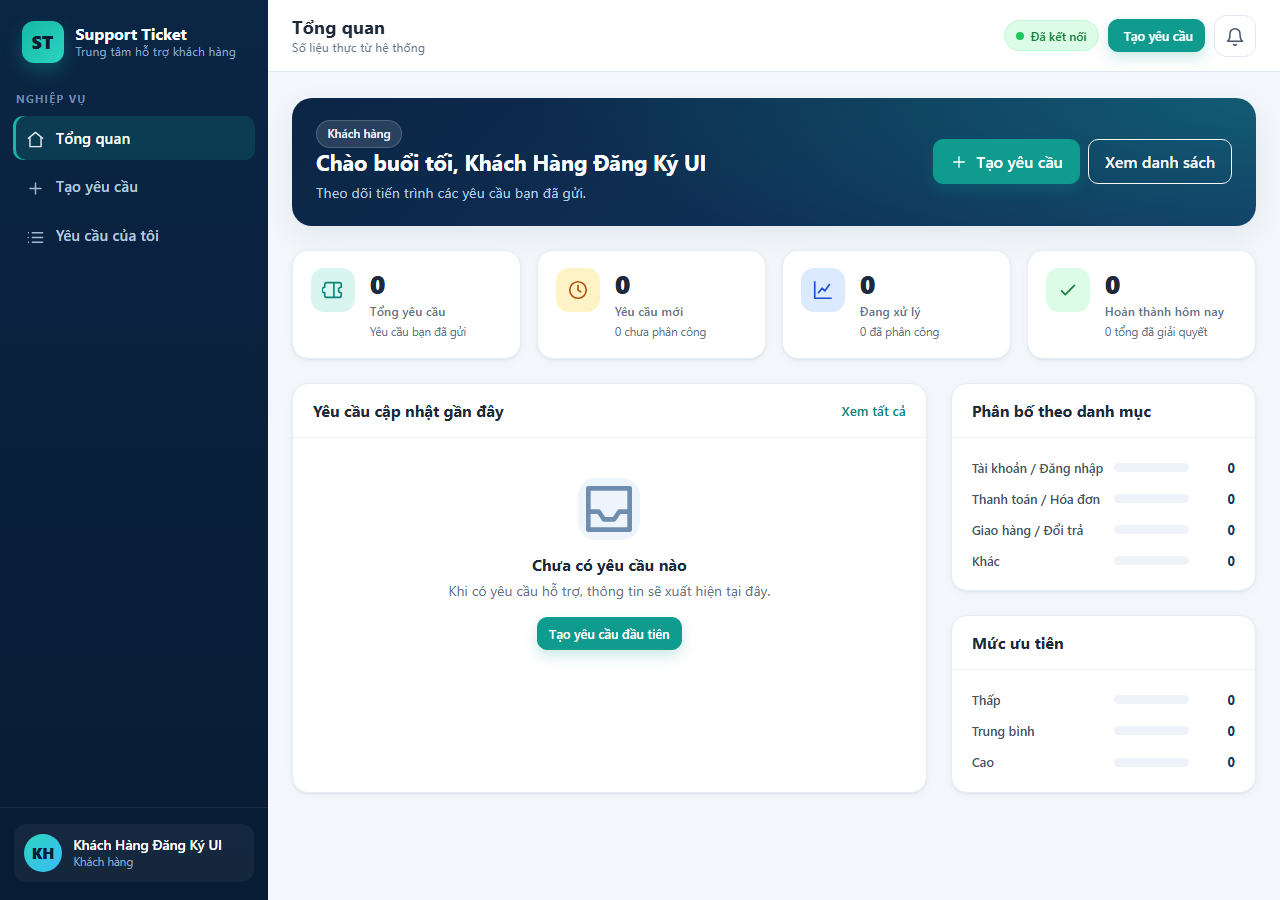 ST
Support Ticket
Trung tâm hỗ trợ khách hàng
NGHIỆP VỤ
Tổng quan
Tạo yêu cầu
Yêu cầu của tôi
KH
Khách Hàng Đăng Ký UI
Khách hàng
Tổng quan
Số liệu thực từ hệ thống
Đã kết nối
Tạo yêu cầu
Khách hàng
Chào buổi tối, Khách Hàng Đăng Ký UI
Theo dõi tiến trình các yêu cầu bạn đã gửi.
Tạo yêu cầu
Xem danh sách
0
Tổng yêu cầu
Yêu cầu bạn đã gửi
0
Yêu cầu mới
0 chưa phân công
0
Đang xử lý
0 đã phân công
0
Hoàn thành hôm nay
0 tổng đã giải quyết
Yêu cầu cập nhật gần đây
Xem tất cả
Chưa có yêu cầu nào
Khi có yêu cầu hỗ trợ, thông tin sẽ xuất hiện tại đây.
Tạo yêu cầu đầu tiên
Phân bố theo danh mục
Tài khoản / Đăng nhập 0
Thanh toán / Hóa đơn 0
Giao hàng / Đổi trả 0
Khác 0
Mức ưu tiên
Thấp 0
Trung bình 0
Cao 0